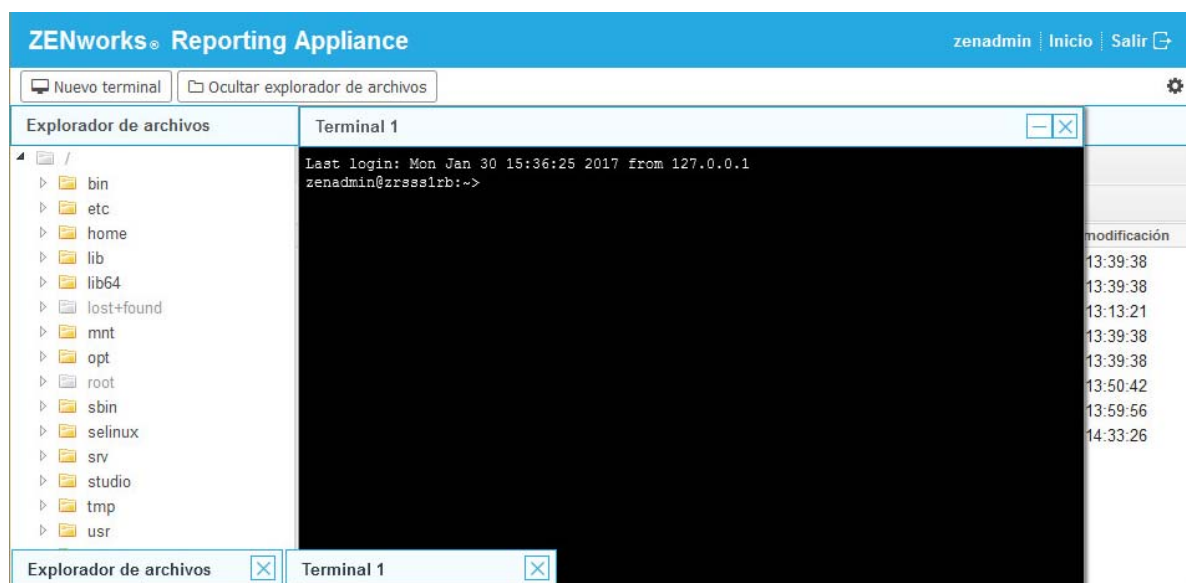 ZENworks® Reporting Appliance
zenadmin Inicio Salir
Nuevo terminal Ocultar explorador de archivos
Explorador de archivos
Terminal 1
/
bin
etc
home
lib
lib64
lost+found
mnt
opt
root
sbin
selinux
srv
studio
tmp
usr
Last login: Mon Jan 30 15:36:25 2017 from 127.0.0.1
zenadmin@zrsss1rb:~>
modificación
13:39:38
13:39:38
13:13:21
13:39:38
13:39:38
13:50:42
13:59:56
14:33:26
Explorador de archivos
Terminal 1